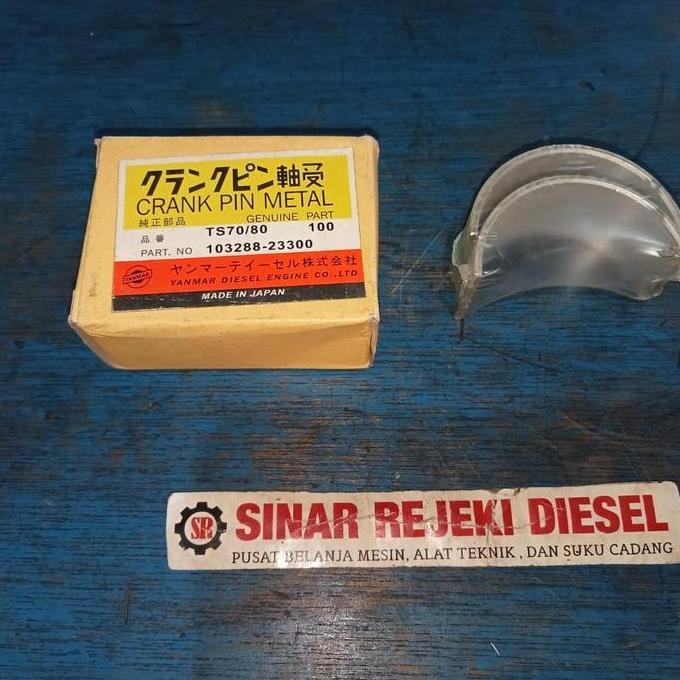 クランクピン軸受
CRANK PIN METAL
純正部品 GENUINE PART
TS70/80 100
品番
PART. NO 103288-23300
YANMAR
ヤンマーディーゼル株式会社
YANMAR DIESEL ENGINE CO.,LTD
MADE IN JAPAN
SR SINAR REJEKI DIESEL
PUSAT BELANJA MESIN, ALAT TEKNIK , DAN SUKU CADANG